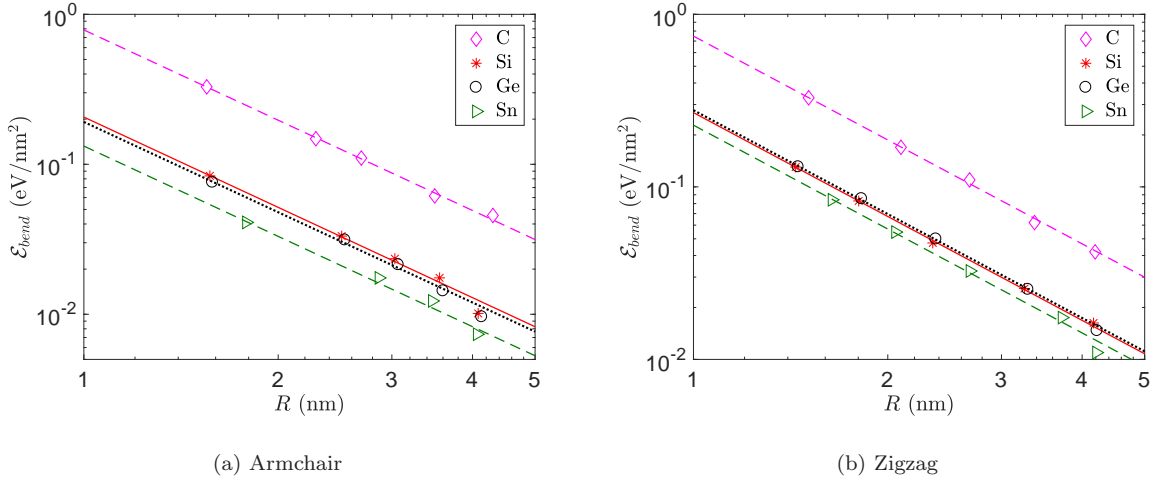 10^0
10^-1
10^-2
1
2
3
4
5
R (nm)
ℰ_bend (eV/nm^2)
C
Si
Ge
Sn
(a) Armchair
10^0
10^-1
10^-2
1
2
3
4
5
R (nm)
ℰ_bend (eV/nm^2)
C
Si
Ge
Sn
(b) Zigzag